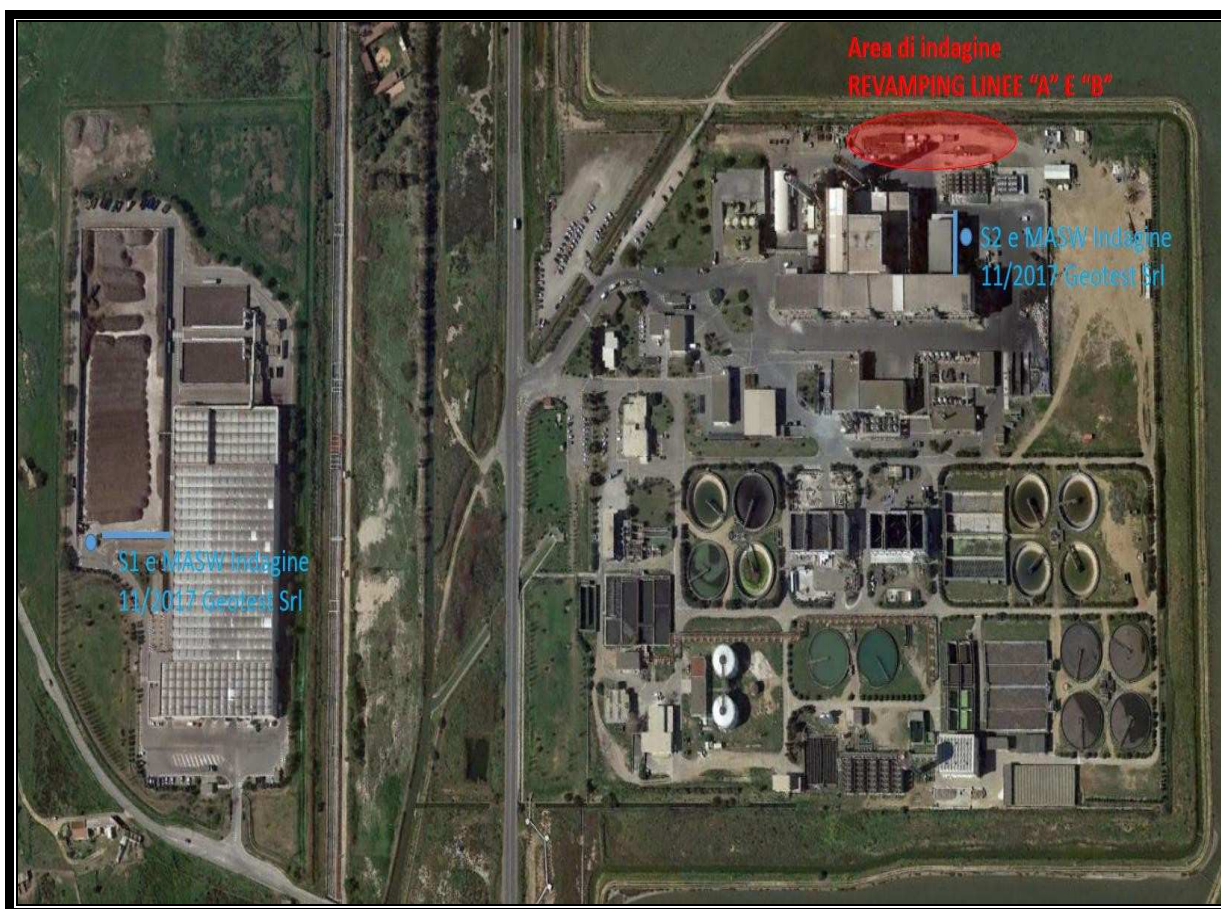 Area di indagine
REVAMPING LINEE "A" E "B"
S2 e MASW Indagine
11/2017 Geotest Srl
S1 e MASW Indagine
11/2017 Geotest Srl